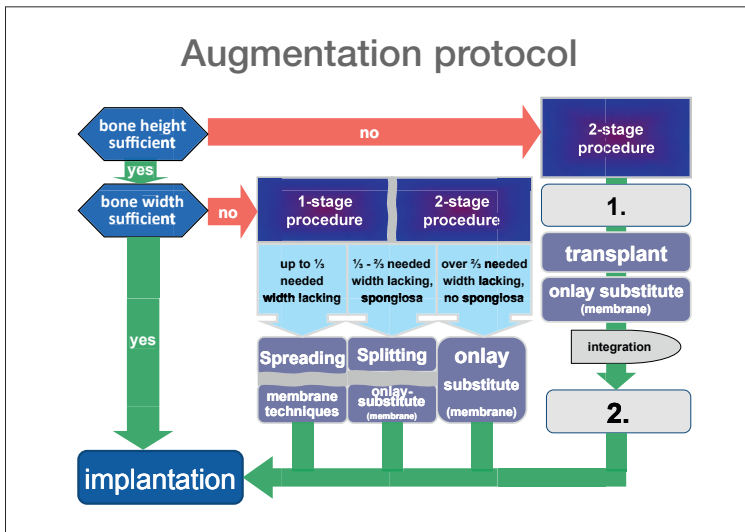 Augmentation protocol
bone height
sufficient
no
2-stage
procedure
yes
bone width
sufficient
no
1-stage
procedure
2-stage
procedure
1.
up to ⅓
needed
width lacking
⅓ - ⅔ needed
width lacking,
spongiosa
over ⅔ needed
width lacking,
no spongiosa
transplant
onlay substitute
(membrane)
yes
integration
Spreading
membrane
techniques
Splitting
onlay-
substitute
(membrane)
onlay
substitute
(membrane)
2.
implantation